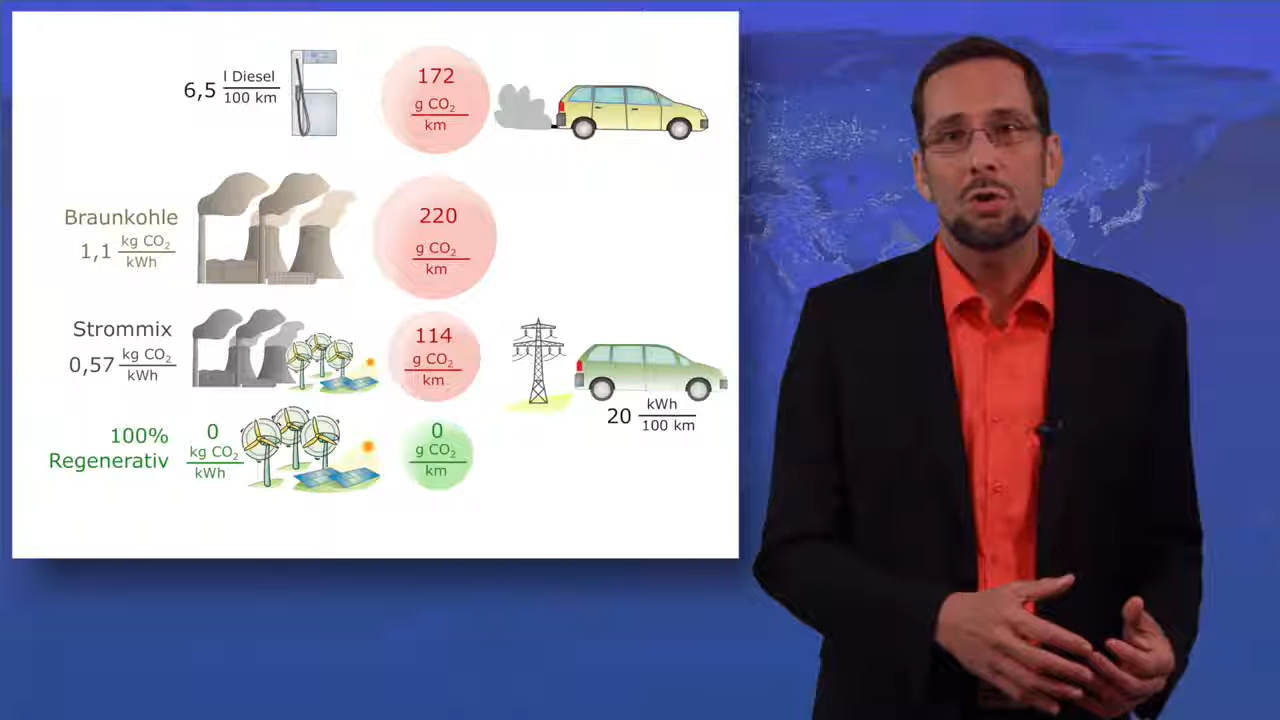 6,5 l Diesel
100 km
172
g CO₂
km
Braunkohle
1,1 kg CO₂
kWh
220
g CO₂
km
Strommix
0,57 kg CO₂
kWh
114
g CO₂
km
20 kWh
100 km
100%
Regenerativ
0
kg CO₂
kWh
0
g CO₂
km